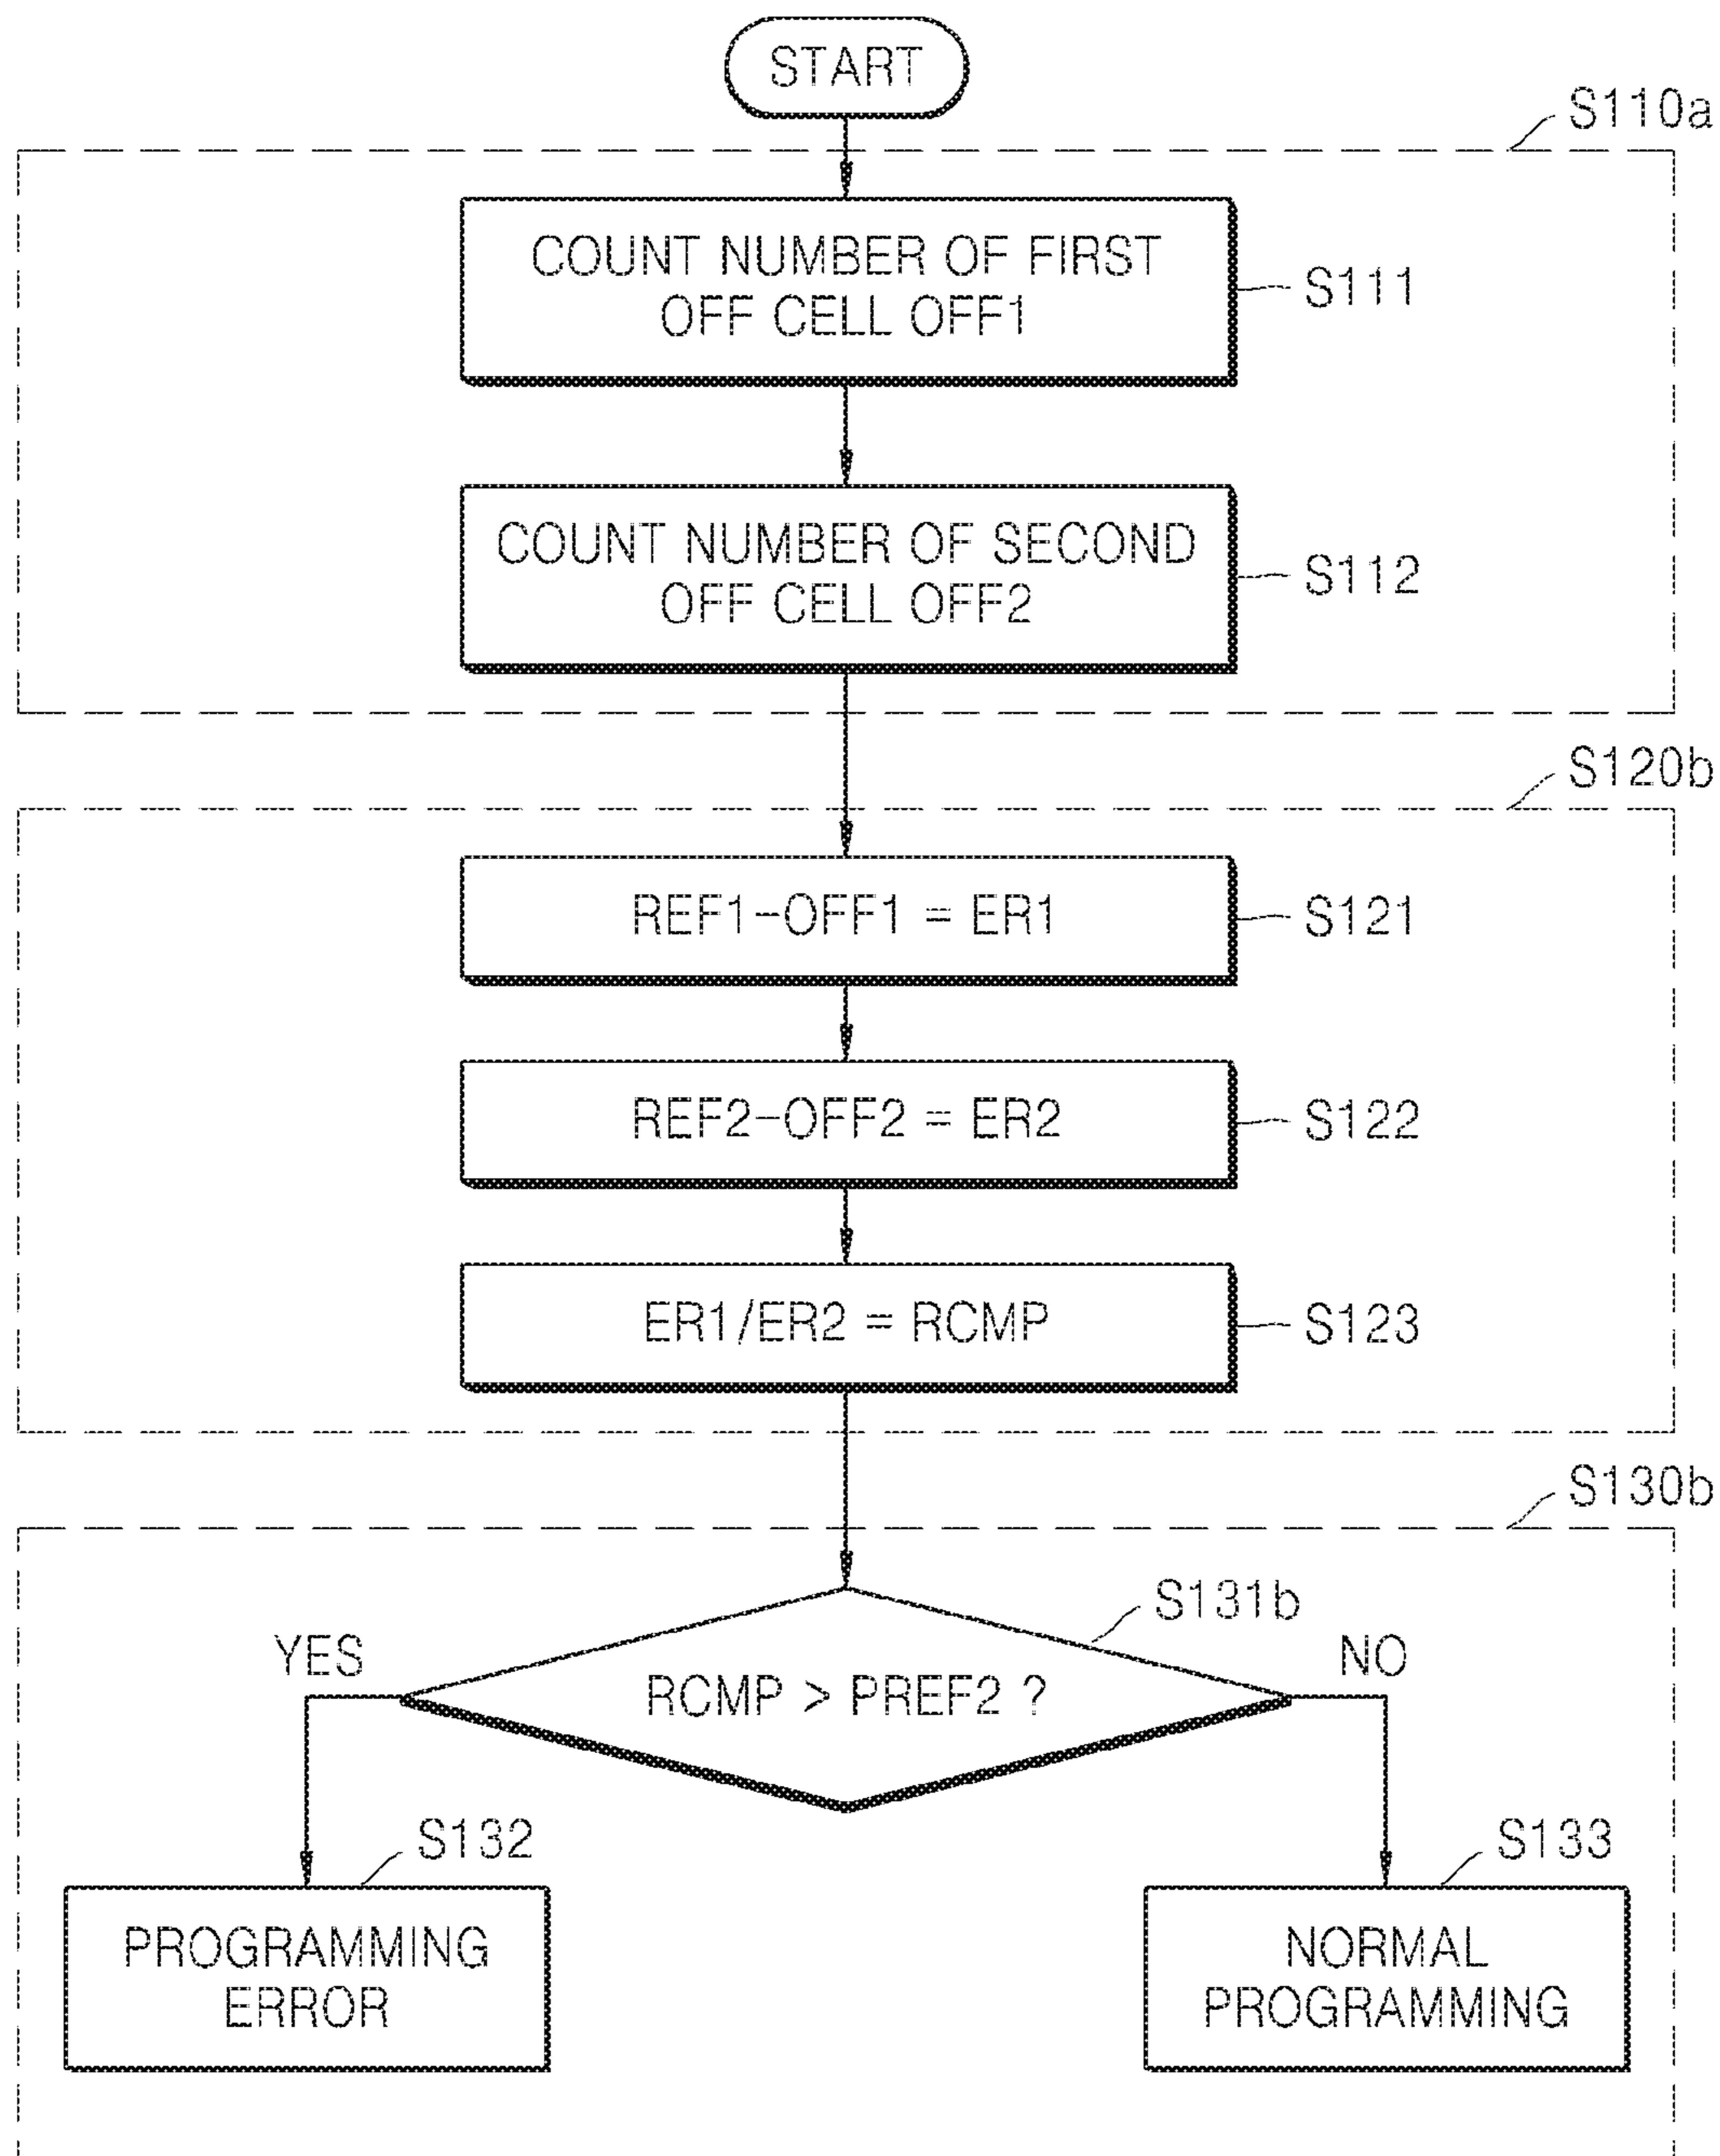 START
S110a
COUNT NUMBER OF FIRST
OFF CELL OFF1
S111
COUNT NUMBER OF SECOND
OFF CELL OFF2
S112
S120b
REF1-OFF1 = ER1
S121
REF2-OFF2 = ER2
S122
ER1/ER2 = RCMP
S123
S130b
S131b
YES
RCMP > PREF2 ?
NO
S132
S133
PROGRAMMING
ERROR
NORMAL
PROGRAMMING